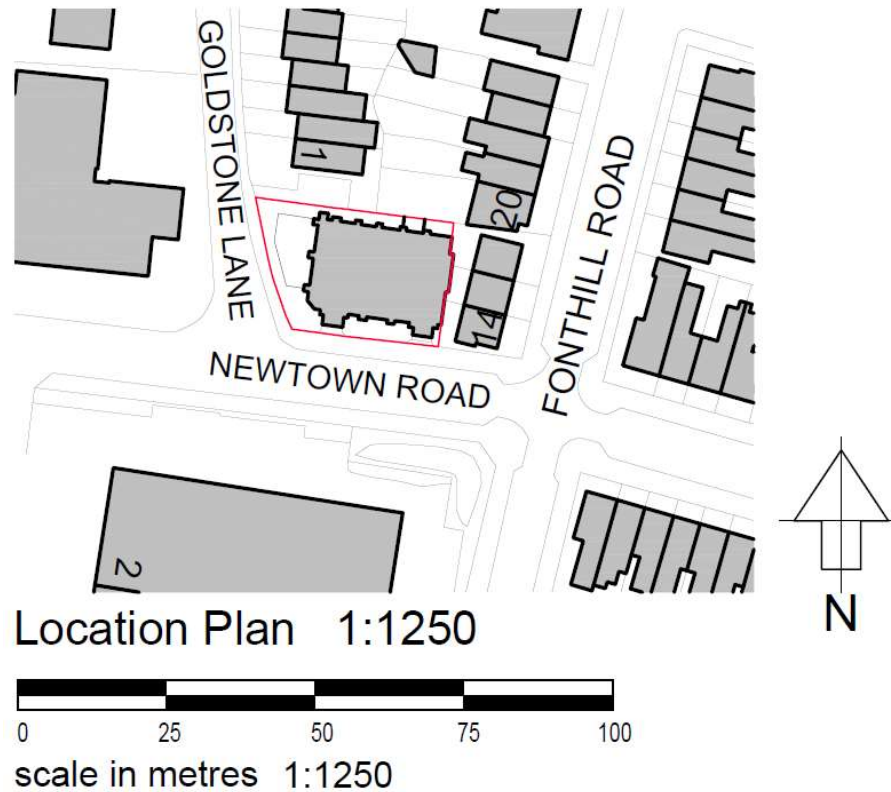 GOLDSTONE LANE
1
20
FONTHILL ROAD
14
NEWTOWN ROAD
2
N
Location Plan 1:1250
0 25 50 75 100
scale in metres 1:1250